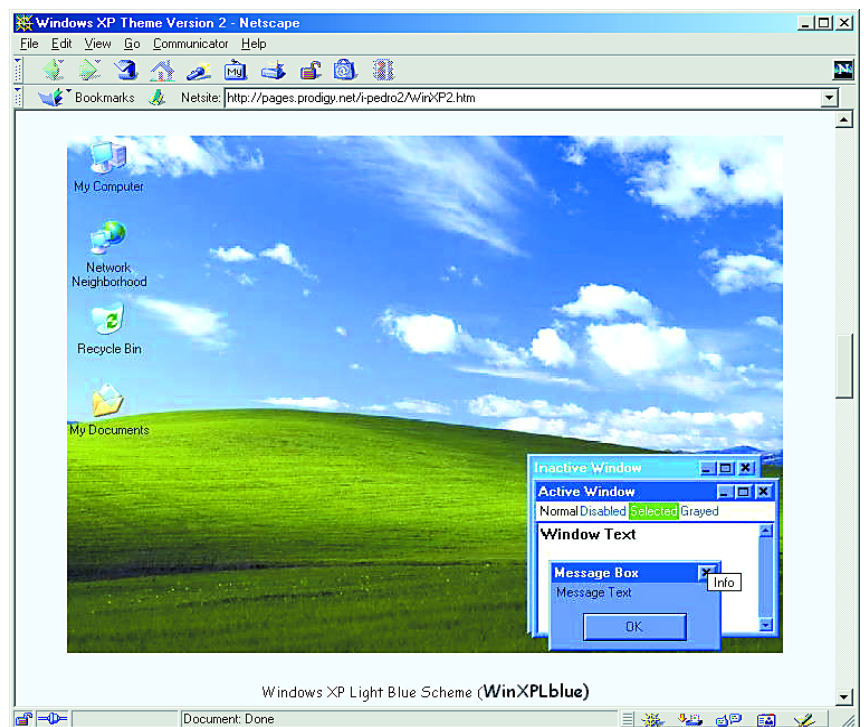 Windows XP Theme Version 2 - Netscape
File Edit View Go Communicator Help
My
N
Bookmarks Netsite: http://pages.prodigy.net/i-pedro2/WinXP2.htm
My Computer
Network
Neighborhood
Recycle Bin
My Documents
Inactive Window
Active Window
Normal Disabled Selected Grayed
Window Text
Message Box
Info
Message Text
OK
Windows XP Light Blue Scheme (WinXPLblue)
Document: Done